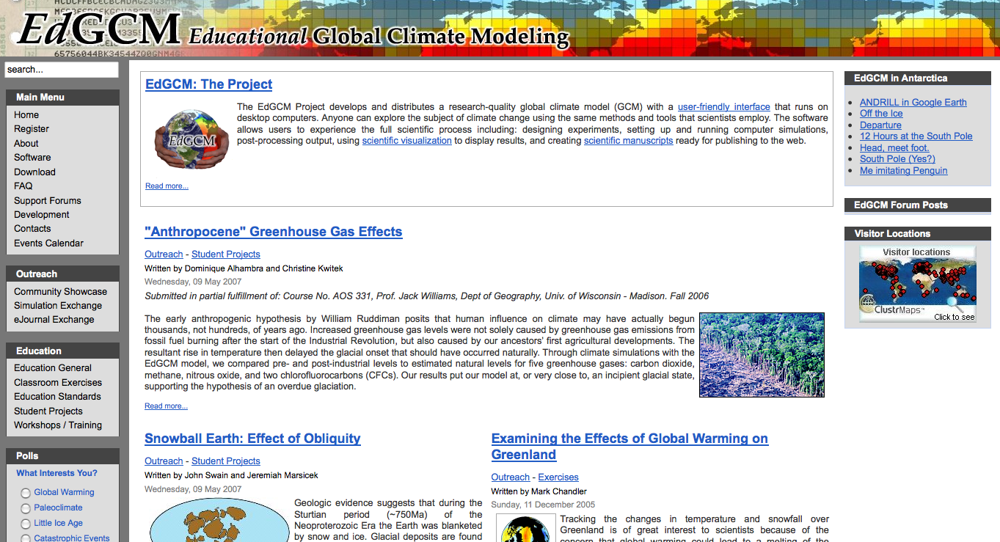 EdGCM Educational Global Climate Modeling
search...
Main Menu
Home
Register
About
Software
Download
FAQ
Support Forums
Development
Contacts
Events Calendar
Outreach
Community Showcase
Simulation Exchange
eJournal Exchange
Education
Education General
Classroom Exercises
Education Standards
Student Projects
Workshops / Training
Polls
What Interests You?
Global Warming
Paleoclimate
Little Ice Age
Catastrophic Events
EdGCM: The Project
EdGCM
The EdGCM Project develops and distributes a research-quality global climate model (GCM) with a user-friendly interface that runs on
desktop computers. Anyone can explore the subject of climate change using the same methods and tools that scientists employ. The software
allows users to experience the full scientific process including: designing experiments, setting up and running computer simulations,
post-processing output, using scientific visualization to display results, and creating scientific manuscripts ready for publishing to the web.
Read more...
"Anthropocene" Greenhouse Gas Effects
Outreach - Student Projects
Written by Dominique Alhambra and Christine Kwitek
Wednesday, 09 May 2007
Submitted in partial fulfillment of: Course No. AOS 331, Prof. Jack Williams, Dept of Geography, Univ. of Wisconsin - Madison. Fall 2006
The early anthropogenic hypothesis by William Ruddiman posits that human influence on climate may have actually begun
thousands, not hundreds, of years ago. Increased greenhouse gas levels were not solely caused by greenhouse gas emissions from
fossil fuel burning after the start of the Industrial Revolution, but also caused by our ancestors' first agricultural developments. The
resultant rise in temperature then delayed the glacial onset that should have occurred naturally. Through climate simulations with the
EdGCM model, we compared pre- and post-industrial levels to estimated natural levels for five greenhouse gases: carbon dioxide,
methane, nitrous oxide, and two chlorofluorocarbons (CFCs). Our results put our model at, or very close to, an incipient glacial state,
supporting the hypothesis of an overdue glaciation.
Read more...
Snowball Earth: Effect of Obliquity
Outreach - Student Projects
Written by John Swain and Jeremiah Marsicek
Wednesday, 09 May 2007
Geologic evidence suggests that during the
Sturtian period (~750Ma) of the
Neoproterozoic Era the Earth was blanketed
by snow and ice. Glacial deposits are found
Examining the Effects of Global Warming on
Greenland
Outreach - Exercises
Written by Mark Chandler
Sunday, 11 December 2005
Tracking the changes in temperature and snowfall over
Greenland is of great interest to scientists because of the
concern that global warming could lead to a melting of the
EdGCM in Antarctica
ANDRILL in Google Earth
Off the Ice
Departure
12 Hours at the South Pole
Head, meet foot.
South Pole (Yes?)
Me imitating Penguin
EdGCM Forum Posts
Visitor Locations
Visitor locations
ClustrMaps™
Click to see